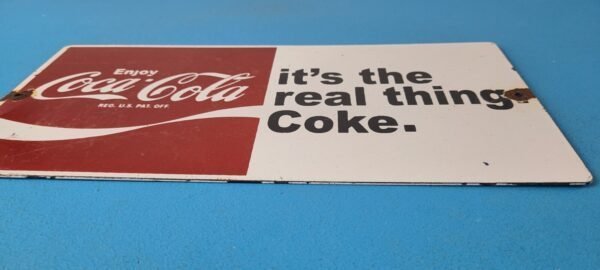 Enjoy
Coca-Cola
REG. U.S. PAT. OFF.
it's the
real thing
Coke.